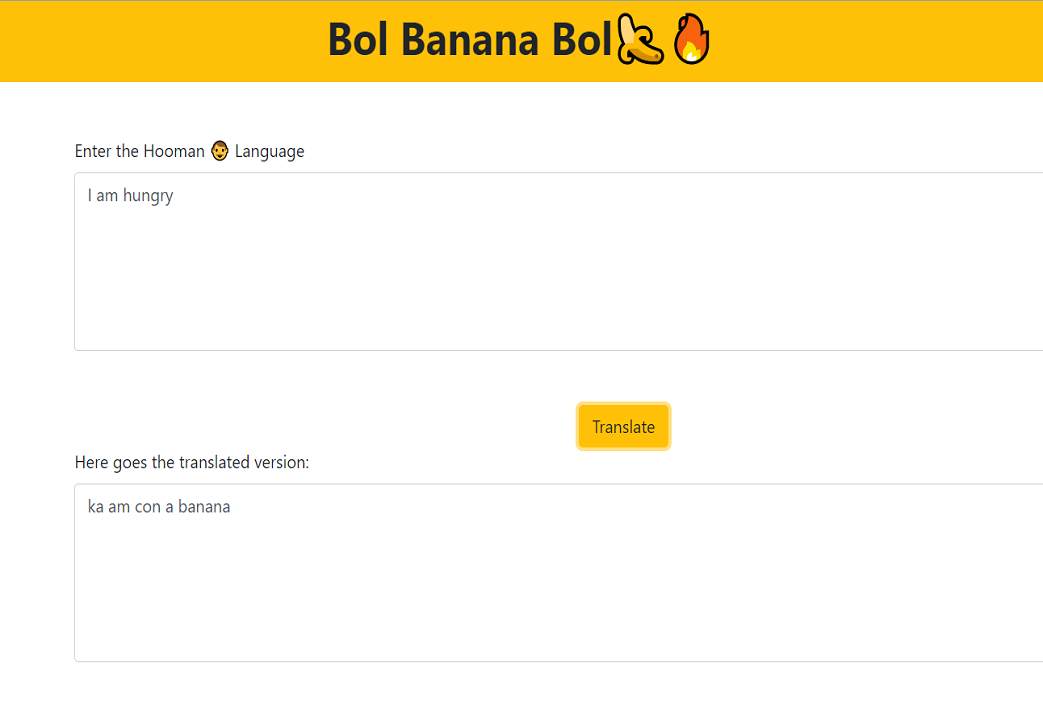 Bol Banana Bol🍌🔥
Enter the Hooman 👨 Language
I am hungry
Translate
Here goes the translated version:
ka am con a banana